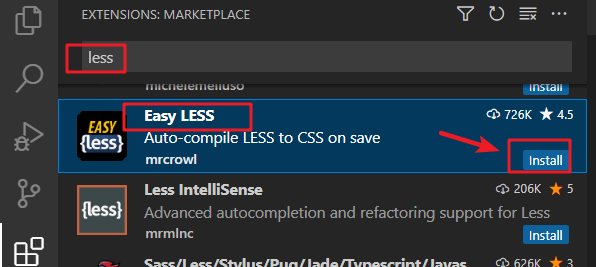 EXTENSIONS: MARKETPLACE
less
michelemelluso
Install
EASY
{less}
Easy LESS
726K
4.5
Auto-compile LESS to CSS on save
mrcrowl
Install
{less}
Less IntelliSense
206K
5
Advanced autocompletion and refactoring support for Less
mrmlnc
Install
Sass/Less/Stylus/Pug/Jade/Typescript/Javas
626K
3